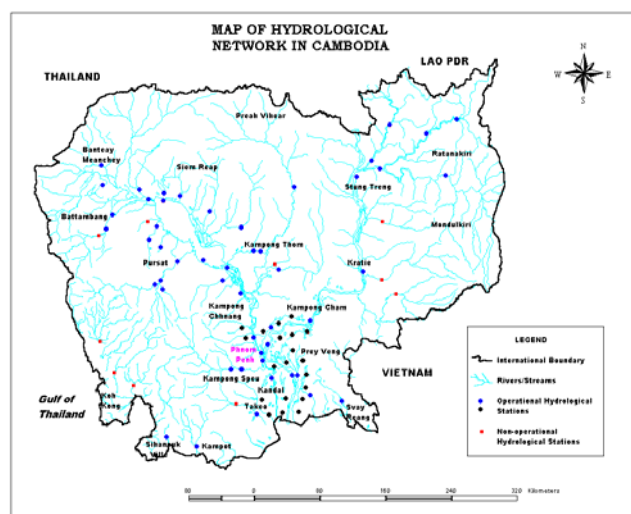 MAP OF HYDROLOGICAL
NETWORK IN CAMBODIA
LAO PDR
THAILAND
W
N
E
S
Preak Vihear
Banteay
Meanchey
Siem Reap
Ratanakiri
Stung Treng
Battambang
Mondulkiri
Kampong Thom
Pursat
Kratie
Kampong
Chhnang
Kampong Cham
Phnom
Penh
Prey Veng
LEGEND
International Boundary
Rivers/Streams
Operational Hydrological
Stations
Non-operational
Hydrological Stations
VIETNAM
Kampong Speu
Kandal
Gulf of
Thailand
Koh
Kong
Takeo
Svay
Rieng
Sihanouk
Ville
Kampot
80
0
80
160
240
320
Kilometers